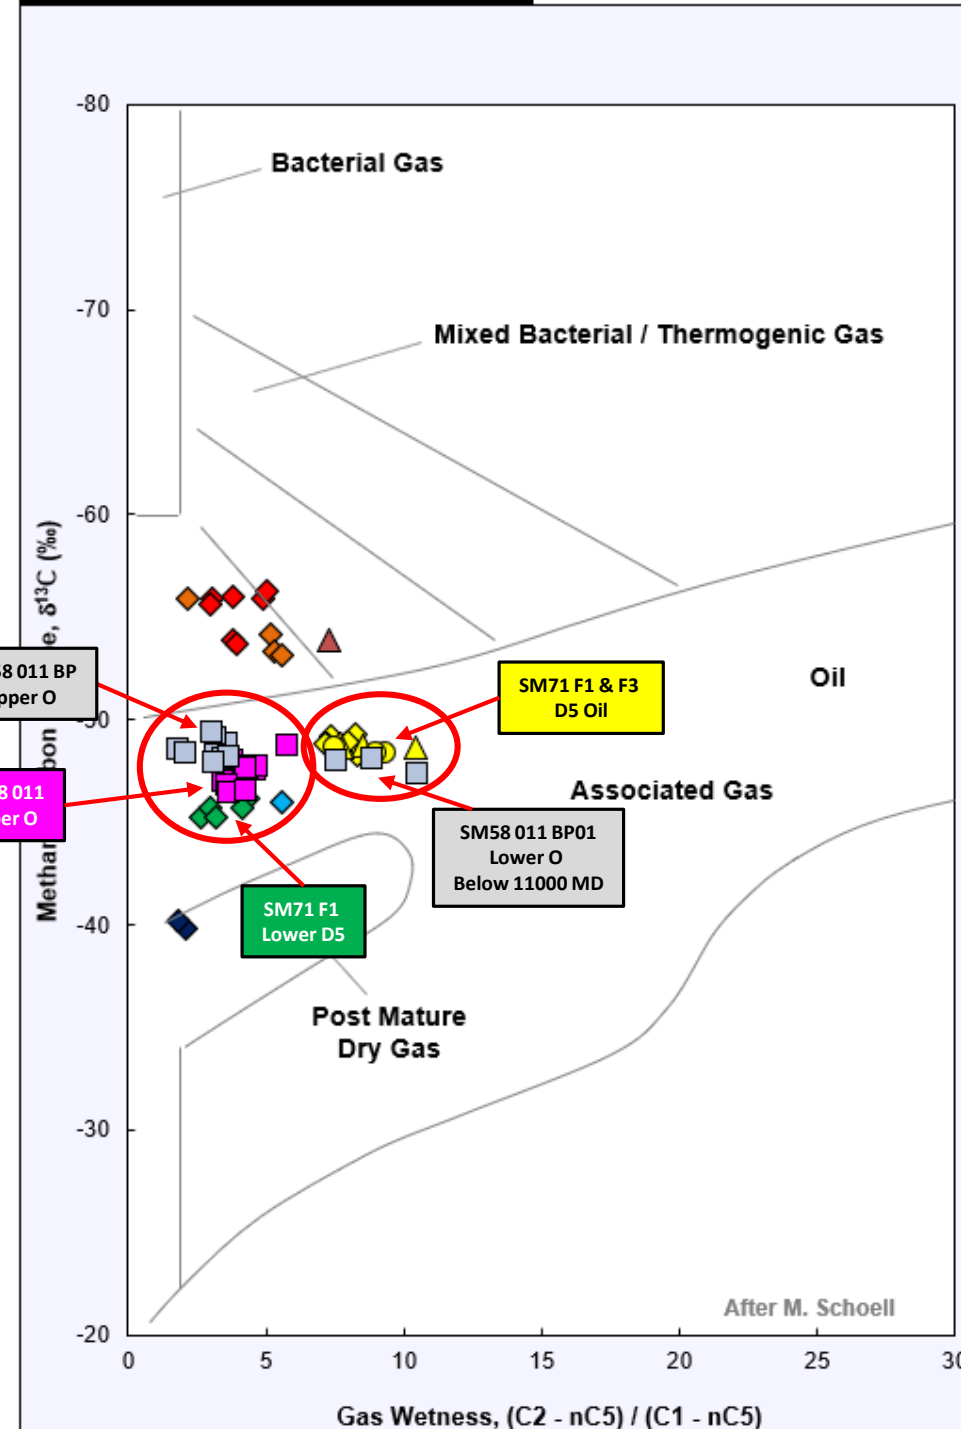 -80
Bacterial Gas
-70
Mixed Bacterial / Thermogenic Gas
-60
8 011 BP
pper O
SM71 F1 & F3
D5 Oil
Oil
-50
8 011
er O
Associated Gas
SM58 011 BP01
Lower O
Below 11000 MD
SM71 F1
Lower D5
-40
Post Mature
Dry Gas
-30
After M. Schoell
-20
0 5 10 15 20 25 30
Gas Wetness, (C2 - nC5) / (C1 - nC5)
δ¹³C (‰)